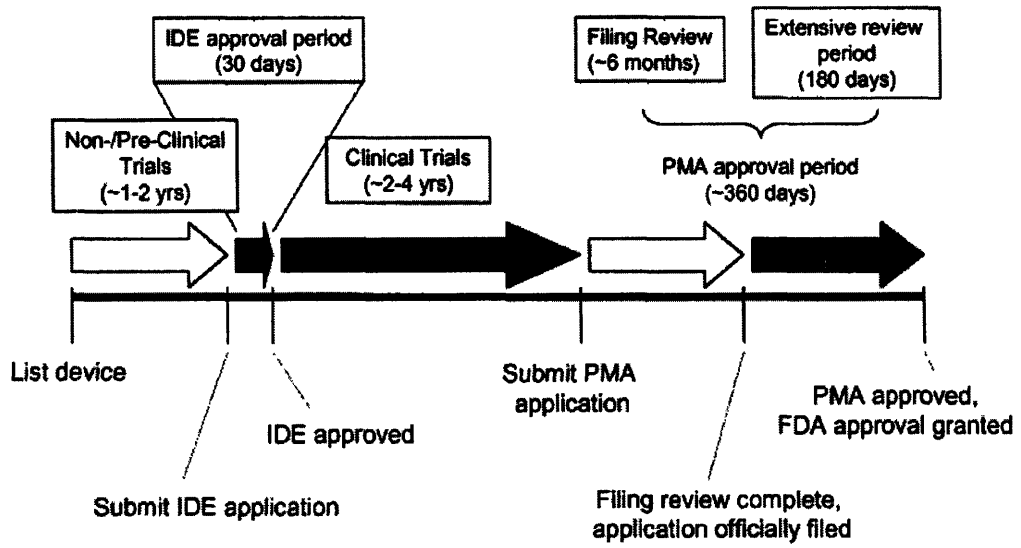 IDE approval period
(30 days)
Filing Review
(~6 months)
Extensive review
period
(180 days)
Non-/Pre-Clinical
Trials
(~1-2 yrs)
Clinical Trials
(~2-4 yrs)
PMA approval period
(~360 days)
List device
Submit PMA
application
PMA approved,
FDA approval granted
IDE approved
Submit IDE application
Filing review complete,
application officially filed